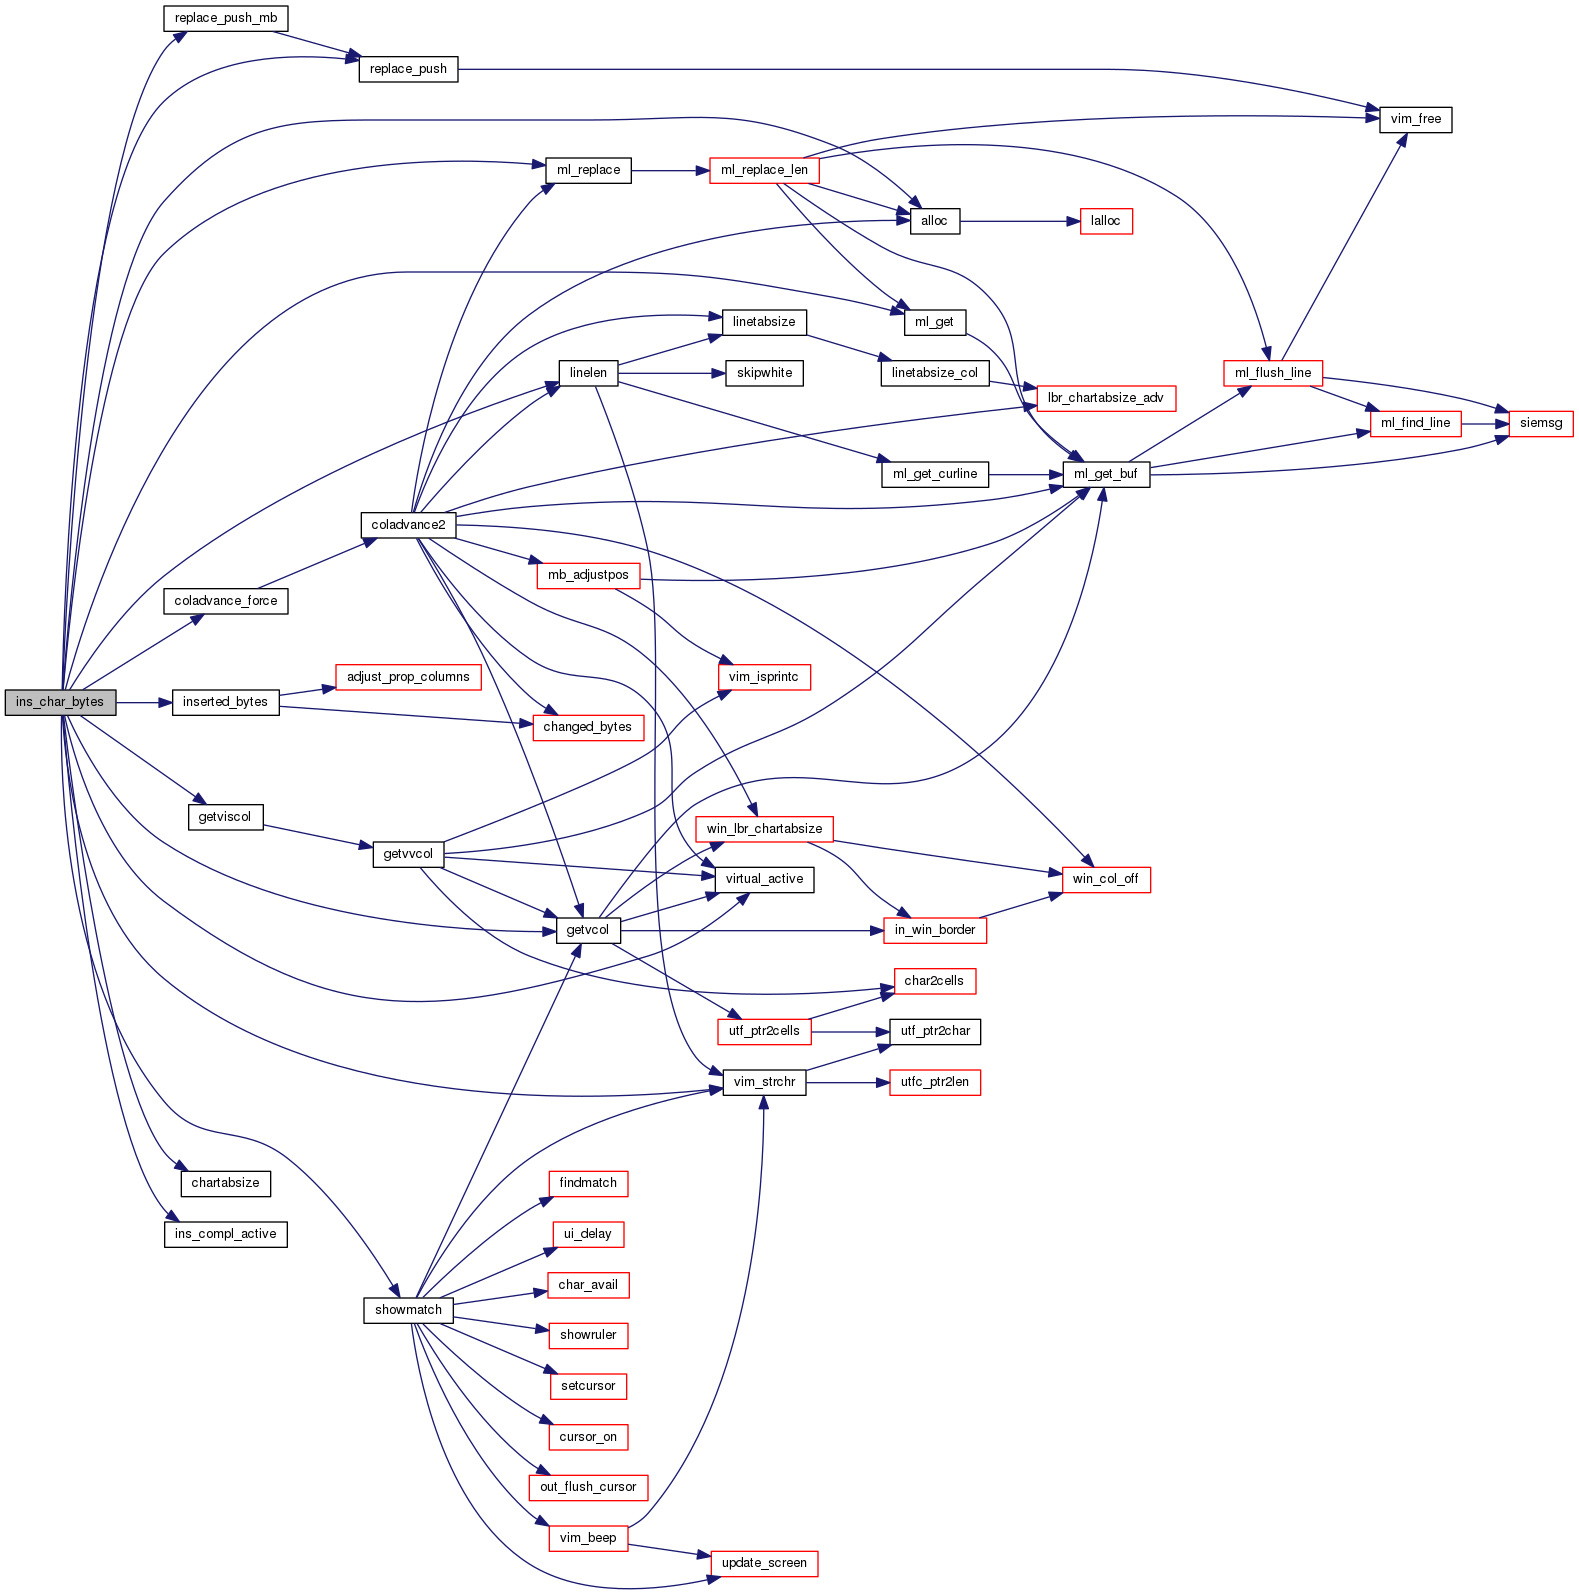 replace_push_mb
replace_push
vim_free
ml_replace
ml_replace_len
alloc
lalloc
linetabsize
ml_get
linelen
skipwhite
linetabsize_col
ml_flush_line
lbr_chartabsize_adv
ml_find_line
siemsg
ml_get_curline
ml_get_buf
coladvance2
mb_adjustpos
coladvance_force
adjust_prop_columns
vim_isprintc
ins_char_bytes
inserted_bytes
changed_bytes
getviscol
win_lbr_chartabsize
getvvcol
virtual_active
win_col_off
getvcol
in_win_border
char2cells
utf_ptr2cells
utf_ptr2char
vim_strchr
utfc_ptr2len
chartabsize
findmatch
ins_compl_active
ui_delay
char_avail
showmatch
showruler
setcursor
cursor_on
out_flush_cursor
vim_beep
update_screen